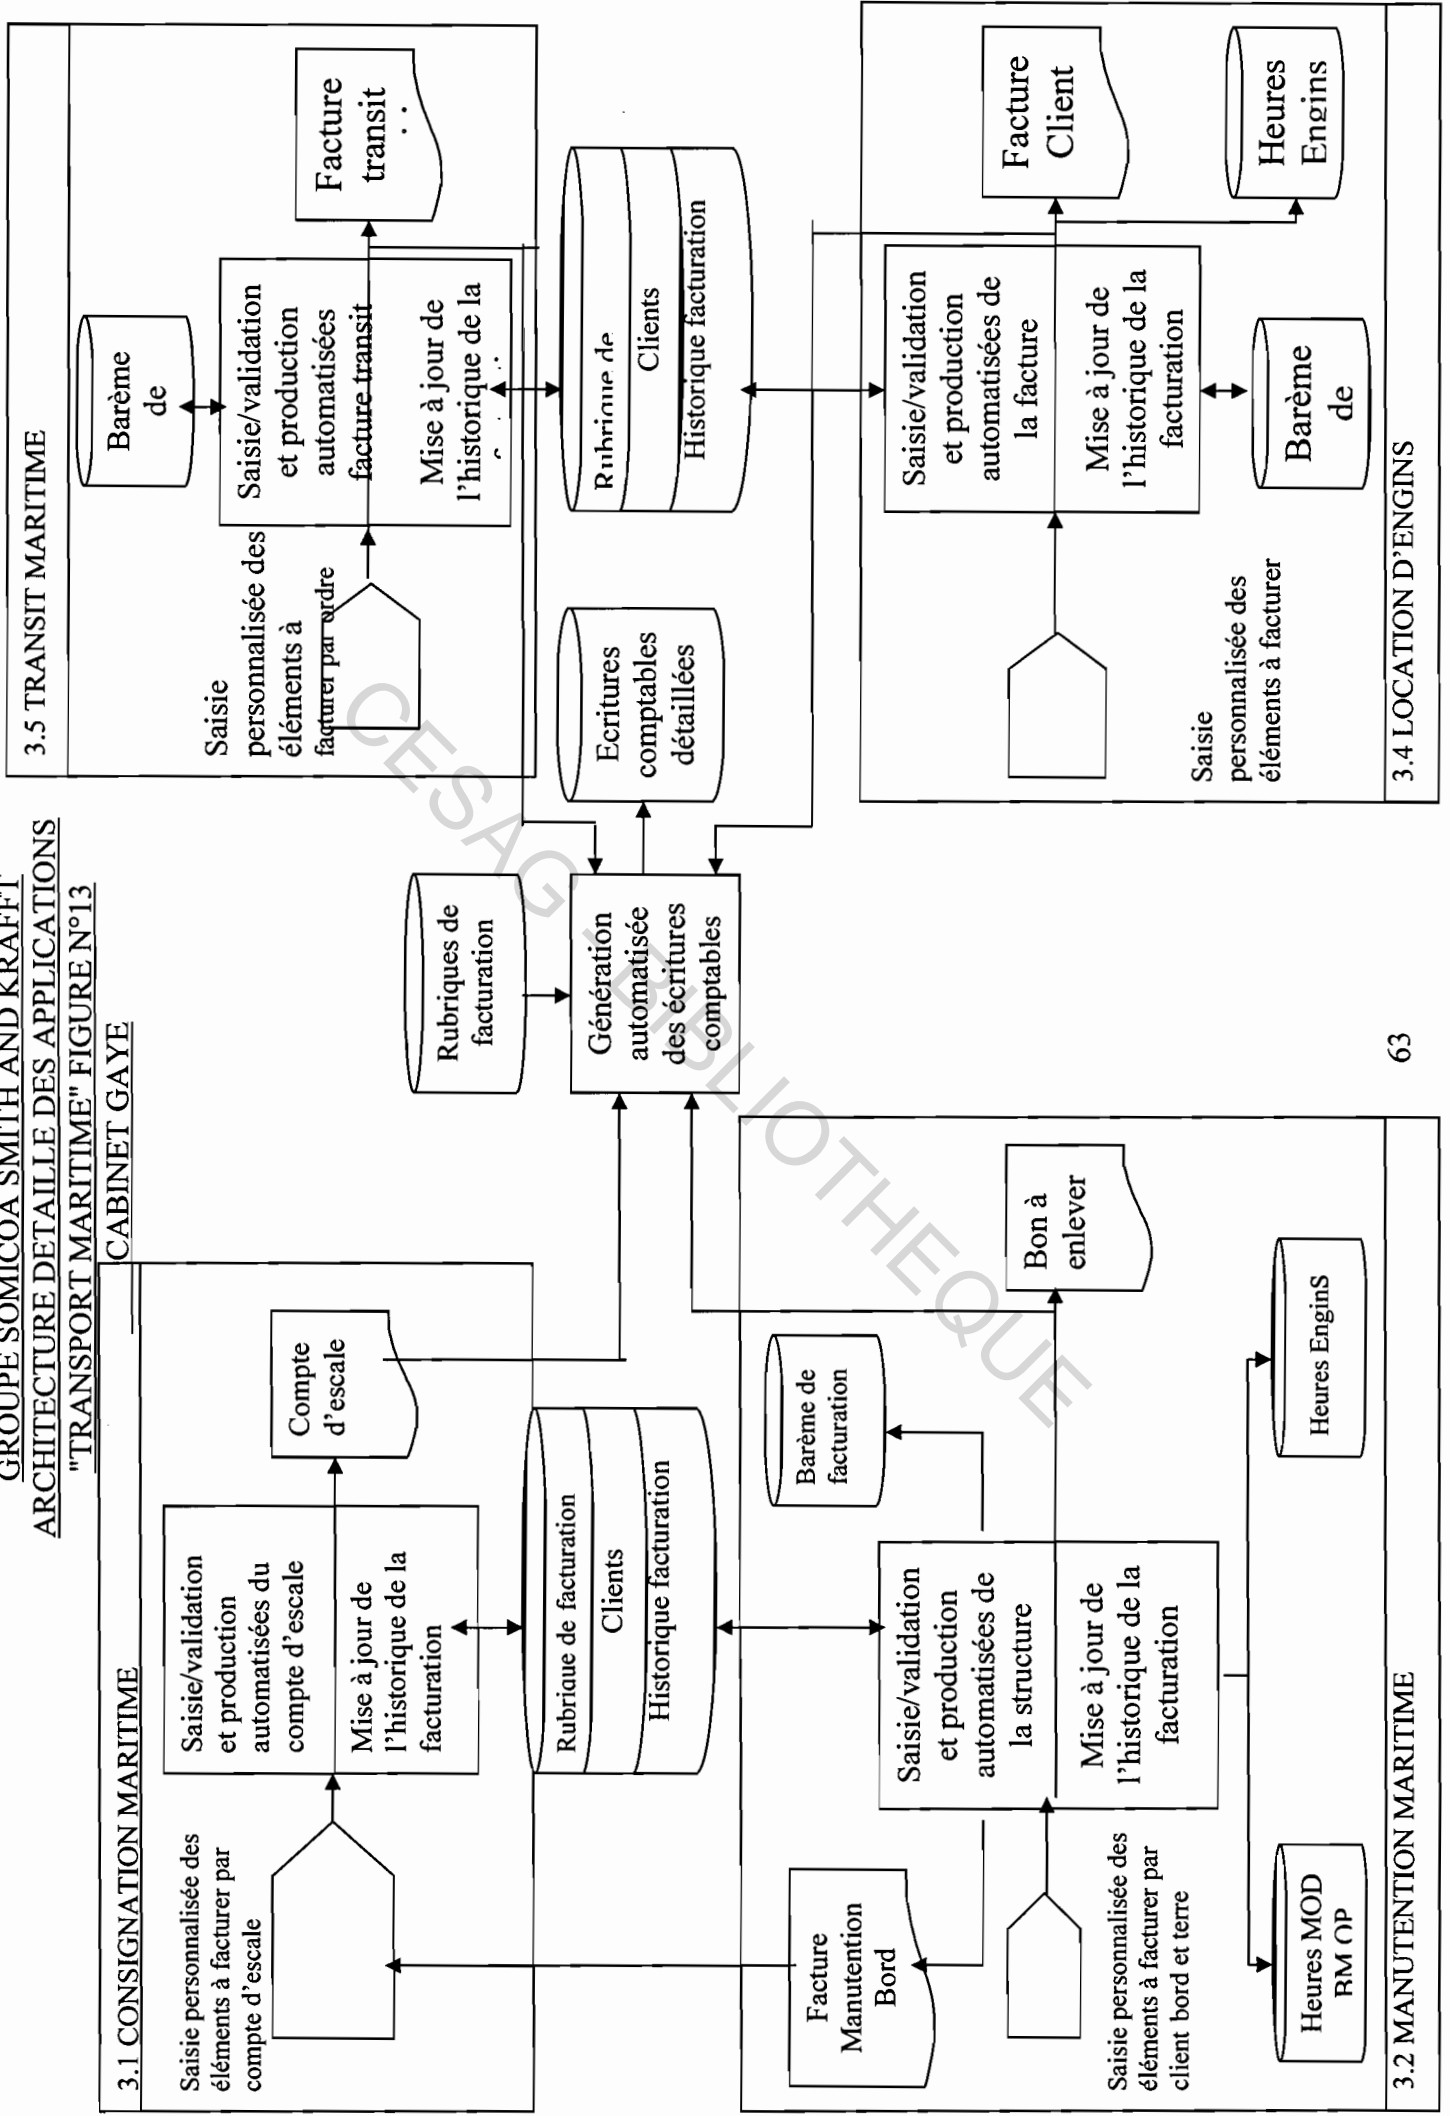 GROUPE SOMICOA SMITH AND KRAFFT
ARCHITECTURE DETAILLE DES APPLICATIONS
"TRANSPORT MARITIME" FIGURE N°13
CABINET GAYE
3.1 CONSIGNATION MARITIME
Saisie personnalisée des
éléments à facturer par
compte d'escale
Saisie/validation
et production
automatisées du
compte d'escale
Mise à jour de
l'historique de la
facturation
Compte
d'escale
Rubrique de facturation
Clients
Historique facturation
Rubriques de
facturation
Génération
automatisée
des écritures
comptables
Ecritures
comptables
détaillées
3.5 TRANSIT MARITIME
Saisie
personnalisée des
éléments à
facturer par ordre
Barème
de
Saisie/validation
et production
automatisées
facture transit
Mise à jour de
l'historique de la
Facture
transit
Rubrique de
Clients
Historique facturation
Facture
Manutention
Bord
Saisie personnalisée des
éléments à facturer par
client bord et terre
Barème de
facturation
Saisie/validation
et production
automatisées de
la structure
Mise à jour de
l'historique de la
facturation
Bon à
enlever
Heures MOD
BM OP
Heures EnginS
3.2 MANUTENTION MARITIME
Saisie
personnalisée des
éléments à facturer
Saisie/validation
et production
automatisées de
la facture
Mise à jour de
l'historique de la
facturation
Facture
Client
Barème
de
Heures
Engins
3.4 LOCATION D'ENGINS
63
CESAG - BIBLIOTHEQUE